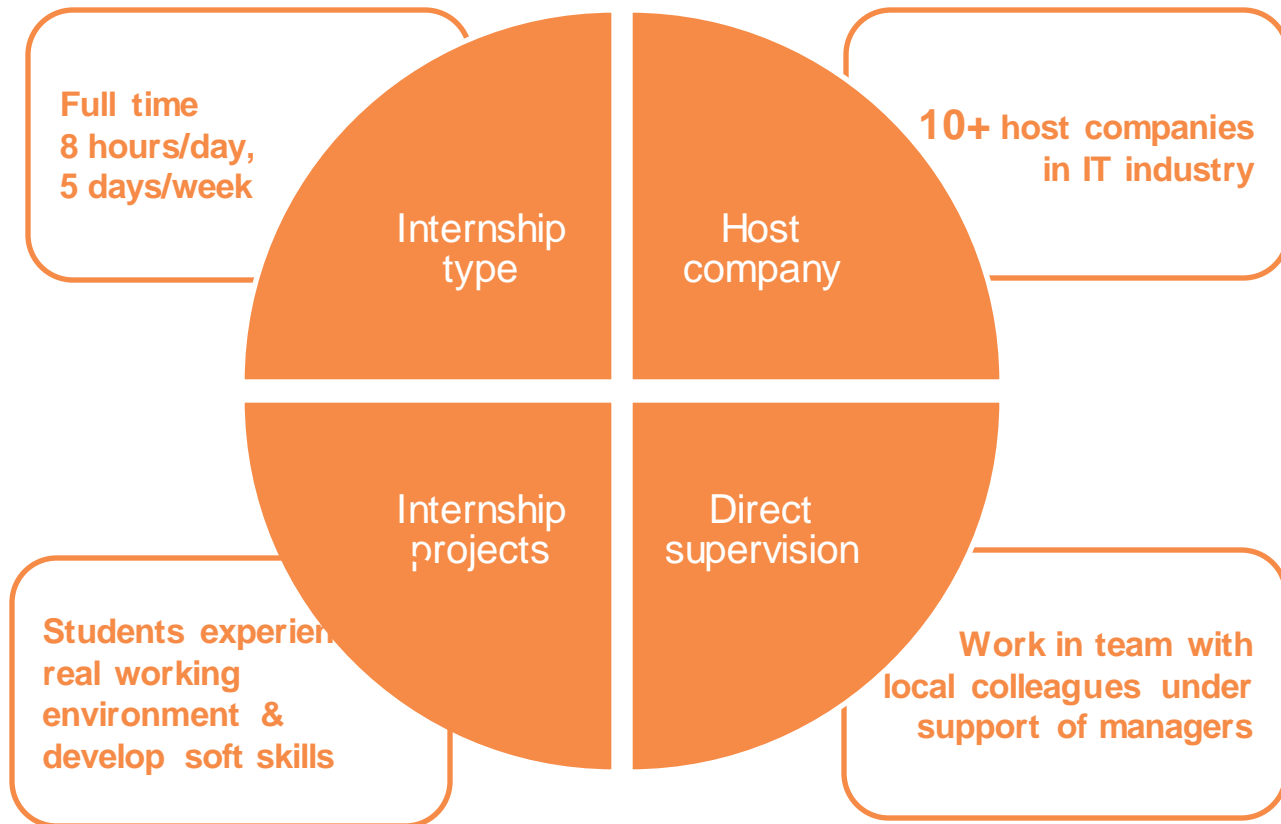 Full time
8 hours/day,
5 days/week
10+ host companies
in IT industry
Internship
type
Host
company
Internship
projects
Direct
supervision
Students
real working
environment &
develop soft skills
Work in team with
local colleagues under
support of managers